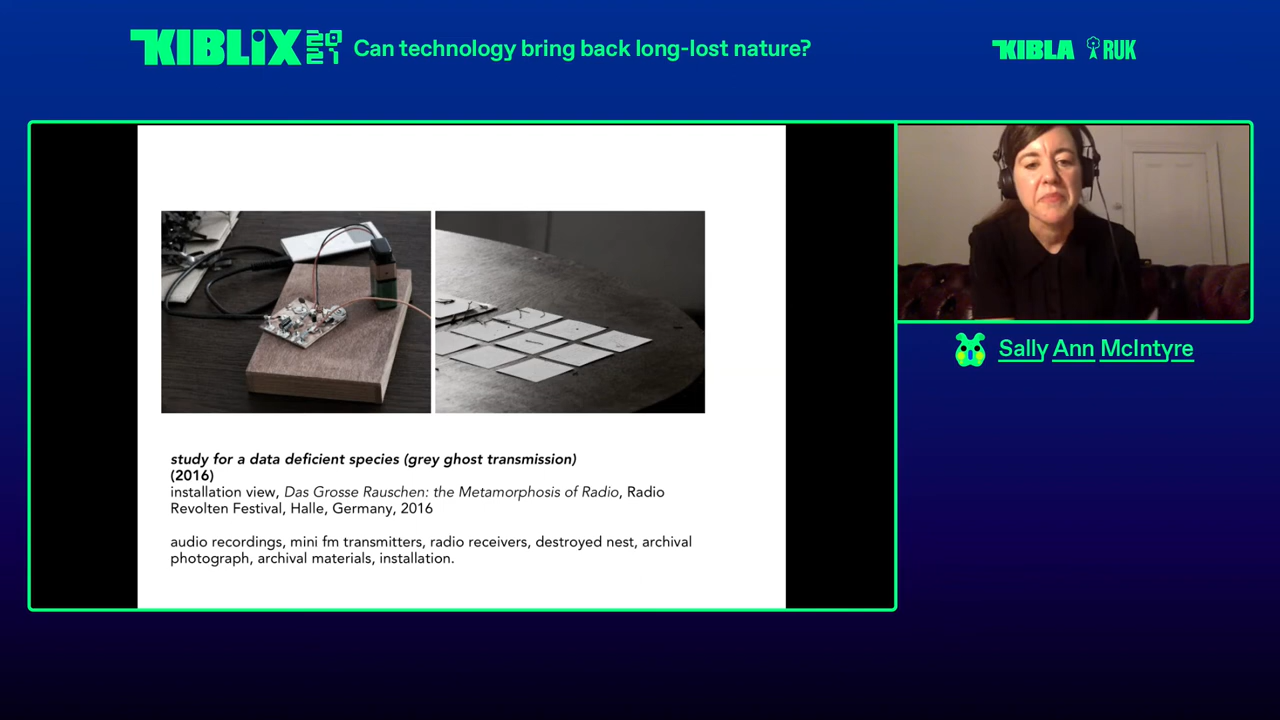 KIBLIX 2021 Can technology bring back long-lost nature?
KIBLA RUK
Sally Ann McIntyre
study for a data deficient species (grey ghost transmission)
(2016)
installation view, Das Grosse Rauschen: the Metamorphosis of Radio, Radio
Revolten Festival, Halle, Germany, 2016
audio recordings, mini fm transmitters, radio receivers, destroyed nest, archival
photograph, archival materials, installation.